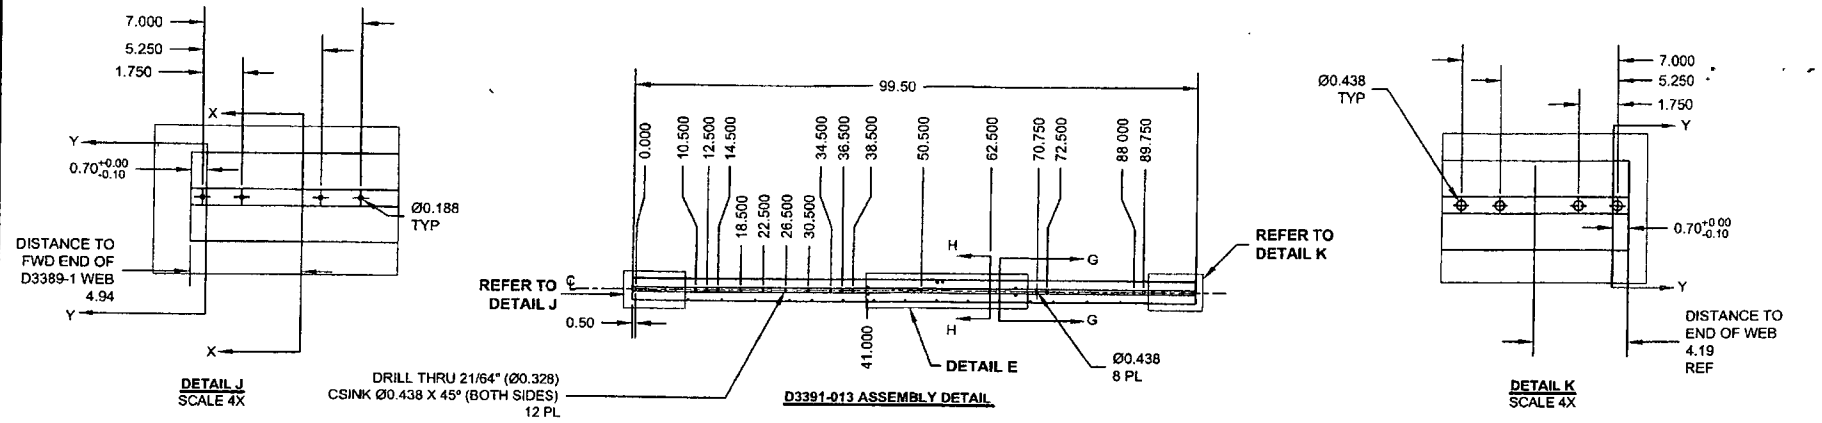 7.000
5.250
1.750
X
Y
0.70+0.00
-0.10
Ø0.188
TYP
DISTANCE TO
FWD END OF
D3389-1 WEB
4.94
Y
X
DETAIL J
SCALE 4X
99.50
0.000
10.500
12.500
14.500
18.500
22.500
26.500
30.500
34.500
36.500
38.500
50.500
62.500
70.750
72.500
88.000
89.750
REFER TO
DETAIL J
℄
0.50
H
G
H
G
41.000
DETAIL E
Ø0.438
8 PL
REFER TO
DETAIL K
DRILL THRU 21/64" (Ø0.328)
CSINK Ø0.438 X 45° (BOTH SIDES)
12 PL
D3391-013 ASSEMBLY DETAIL
Ø0.438
TYP
7.000
5.250
1.750
Y
0.70+0.00
-0.10
Y
DISTANCE TO
END OF WEB
4.19
REF
DETAIL K
SCALE 4X